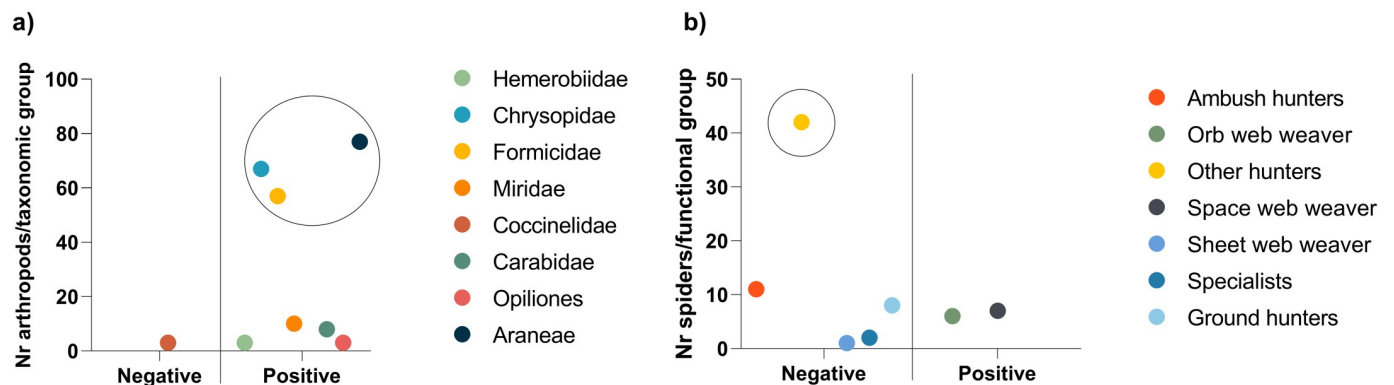 a)
Nr arthropods/taxonomic group
100
80
60
40
20
0
Negative
Positive
Hemerobiidae
Chrysopidae
Formicidae
Miridae
Coccinelidae
Carabidae
Opiliones
Araneae
b)
Nr spiders/functional group
50
40
30
20
10
0
Negative
Positive
Ambush hunters
Orb web weaver
Other hunters
Space web weaver
Sheet web weaver
Specialists
Ground hunters